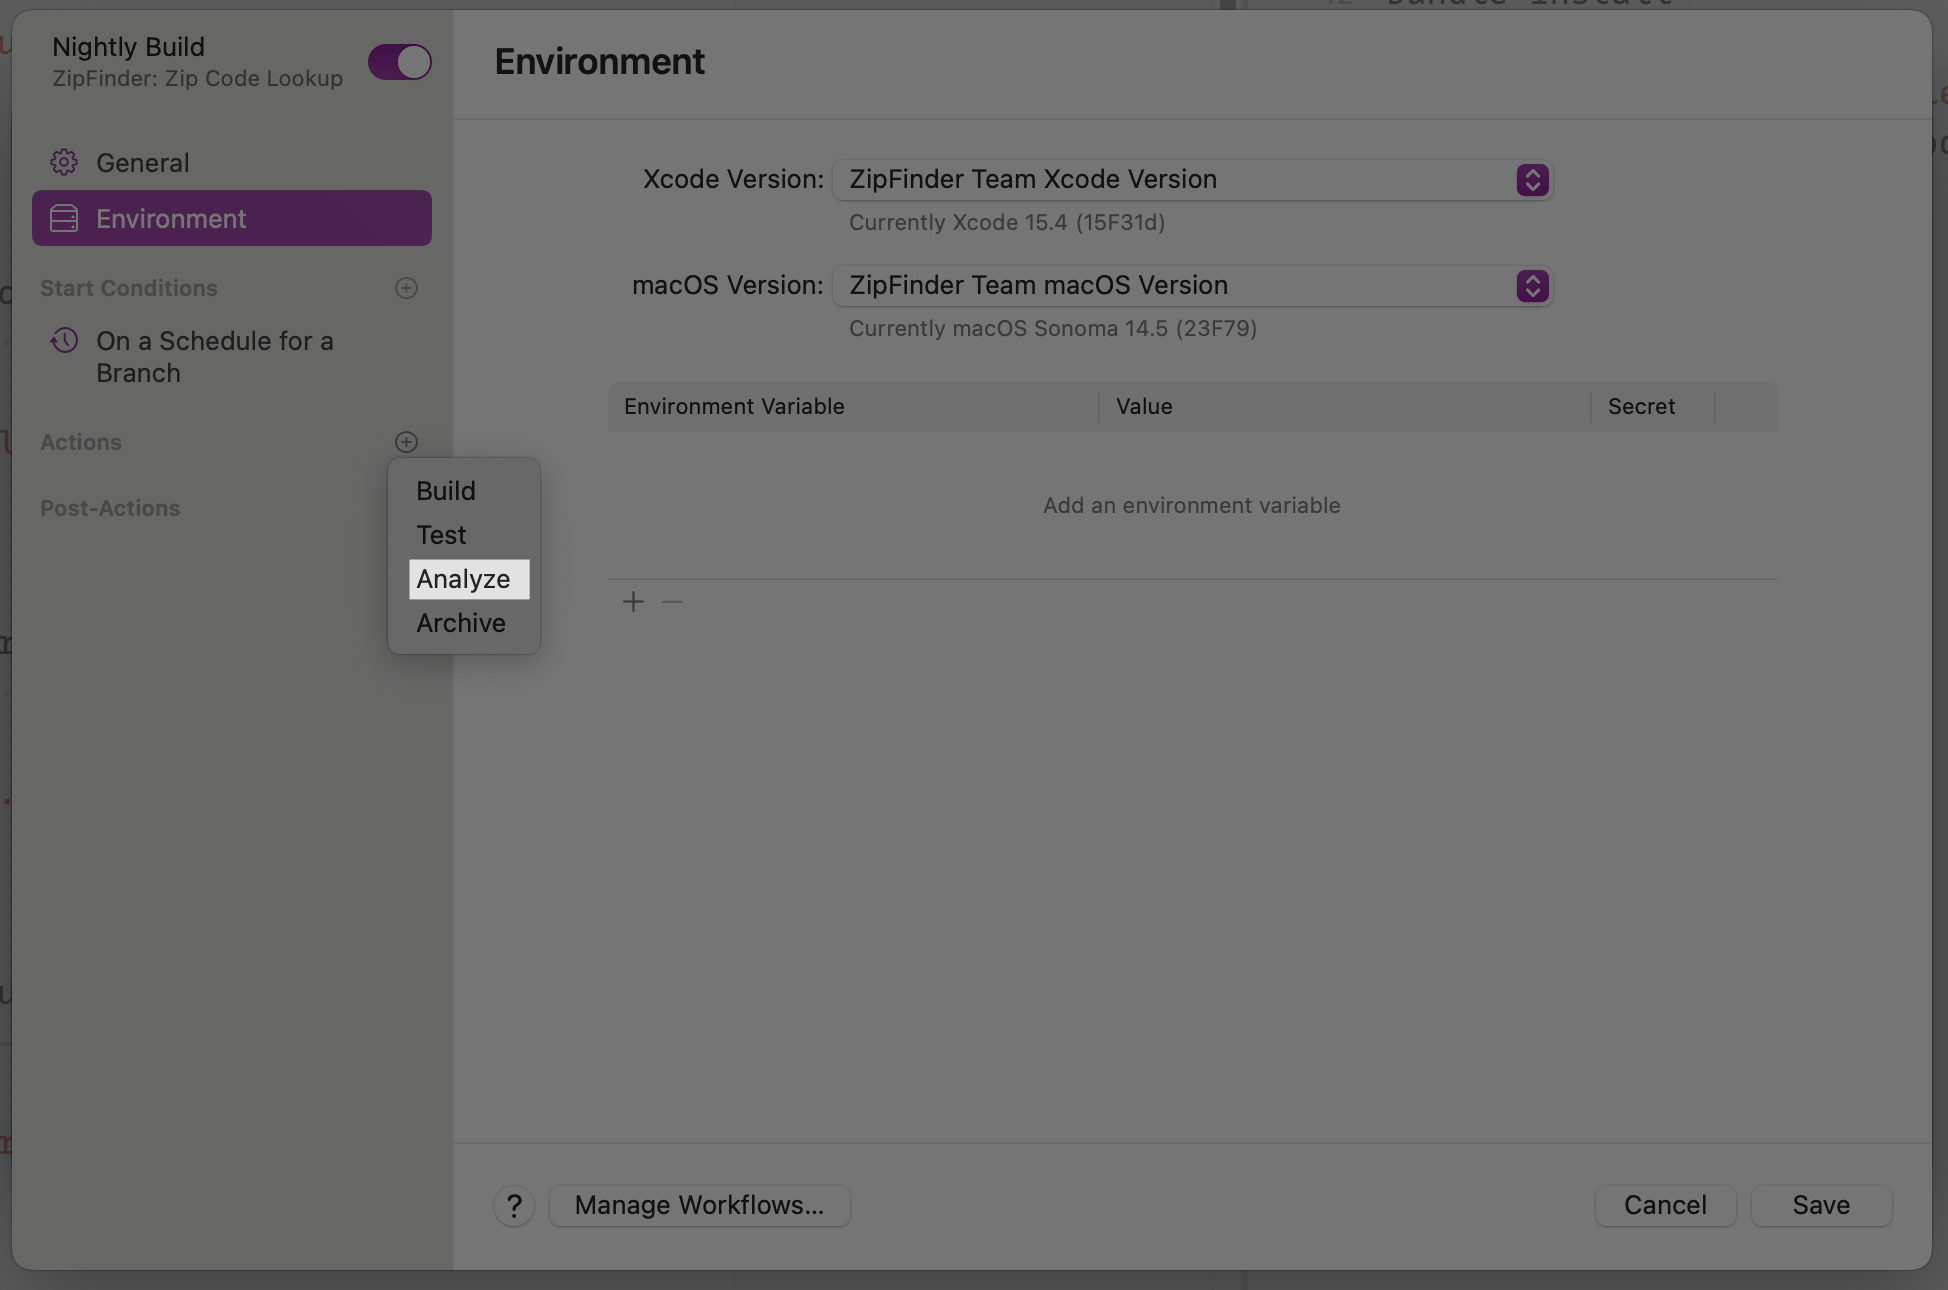 Nightly Build
ZipFinder: Zip Code Lookup
General
Environment
Start Conditions
On a Schedule for a
Branch
Actions
Build
Test
Analyze
Archive
Post-Actions
Environment
Xcode Version: ZipFinder Team Xcode Version
Currently Xcode 15.4 (15F31d)
macOS Version: ZipFinder Team macOS Version
Currently macOS Sonoma 14.5 (23F79)
Environment Variable Value Secret
Add an environment variable
? Manage Workflows... Cancel Save